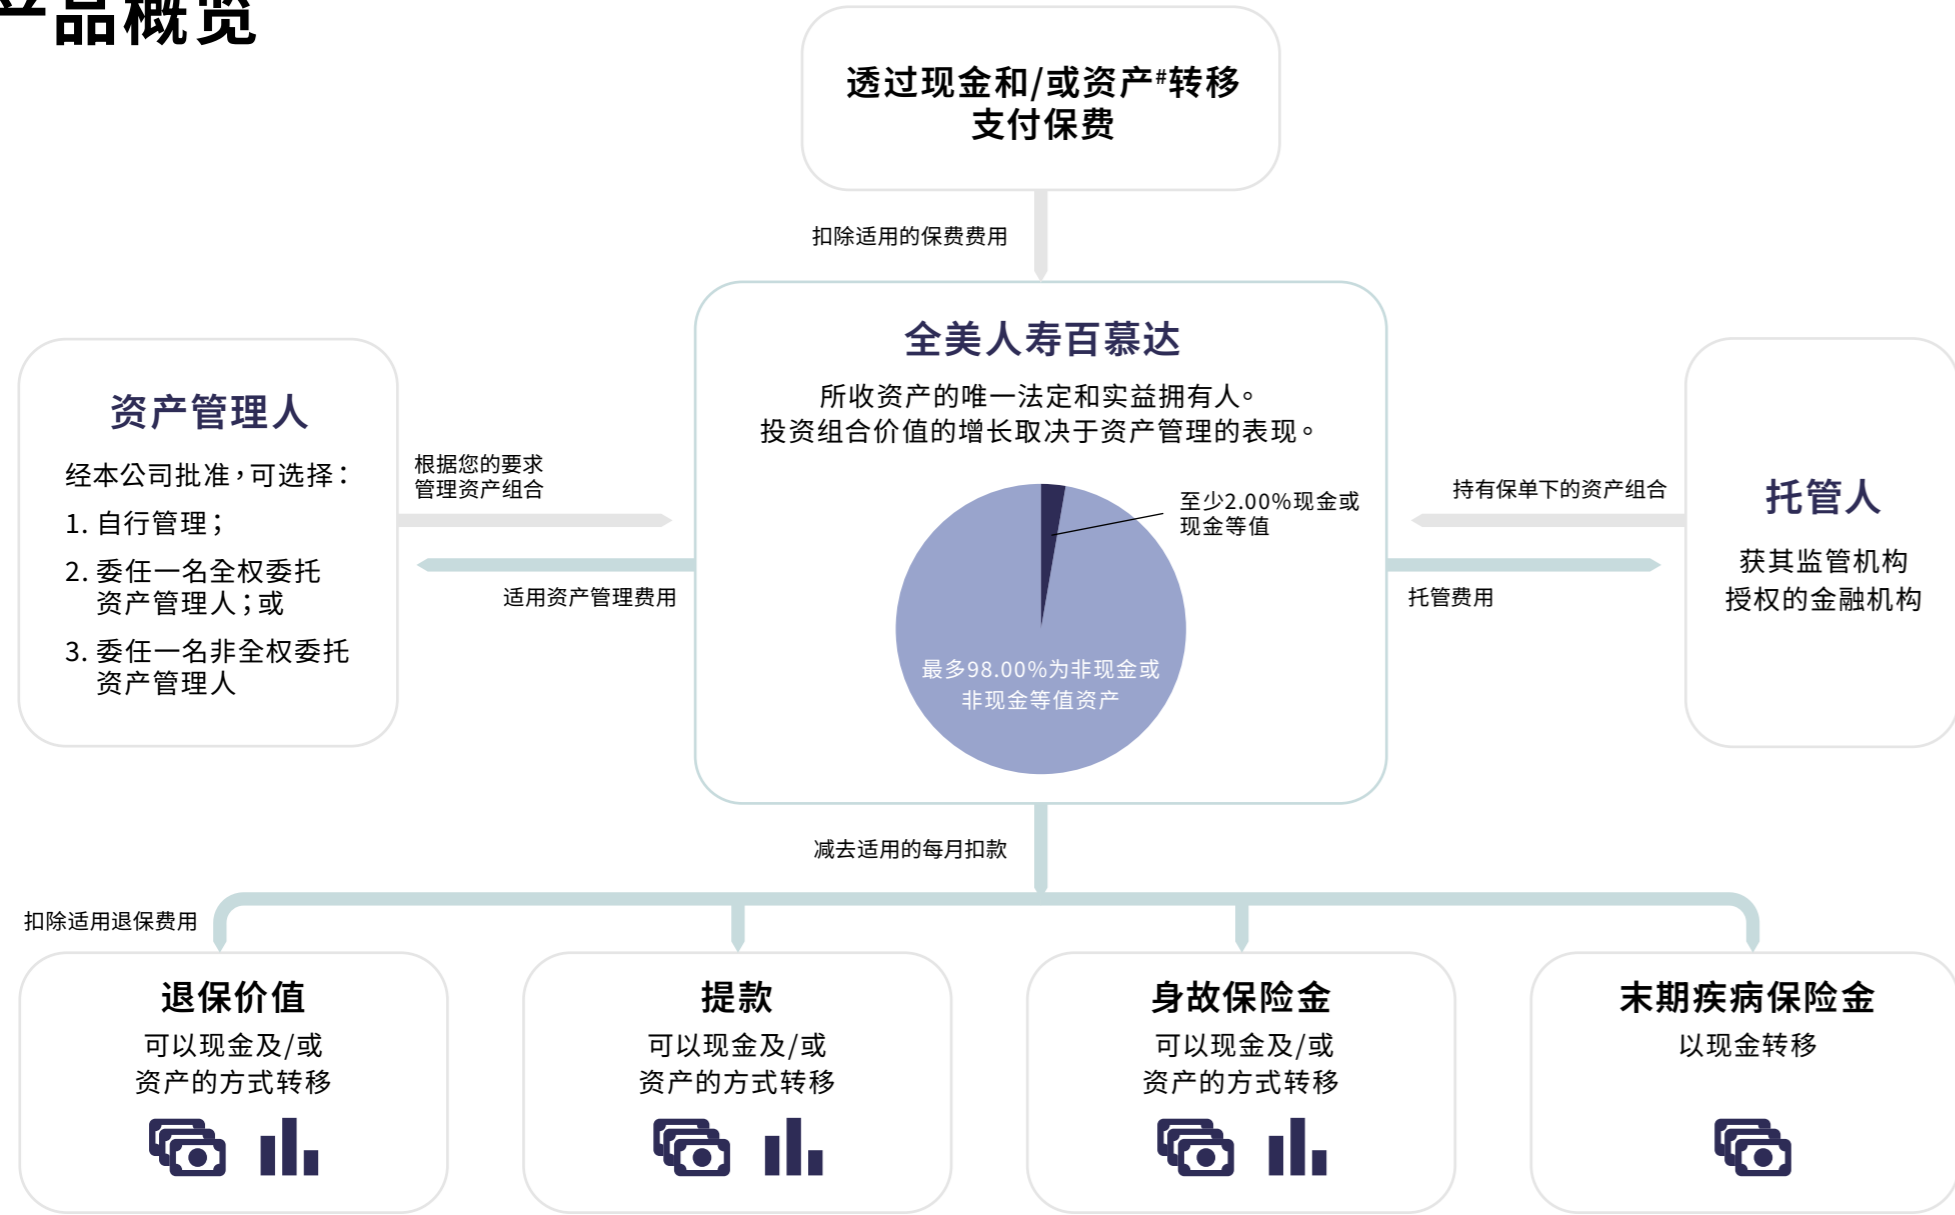 产品概览
透过现金和/或资产#转移
支付保费
扣除适用的保费费用
全美人寿百慕达
所收资产的唯一法定和实益拥有人。
投资组合价值的增长取决于资产管理的表现。
至少2.00%现金或
现金等值
最多98.00%为非现金或
非现金等值资产
资产管理人
经本公司批准，可选择：
1. 自行管理；
2. 委任一名全权委托
资产管理人；或
3. 委任一名非全权委托
资产管理人
根据您的要求
管理资产组合
适用资产管理费用
持有保单下的资产组合
托管费用
托管人
获其监管机构
授权的金融机构
减去适用的每月扣款
扣除适用退保费用
退保价值
可以现金及/或
资产的方式转移
提款
可以现金及/或
资产的方式转移
身故保险金
可以现金及/或
资产的方式转移
末期疾病保险金
以现金转移